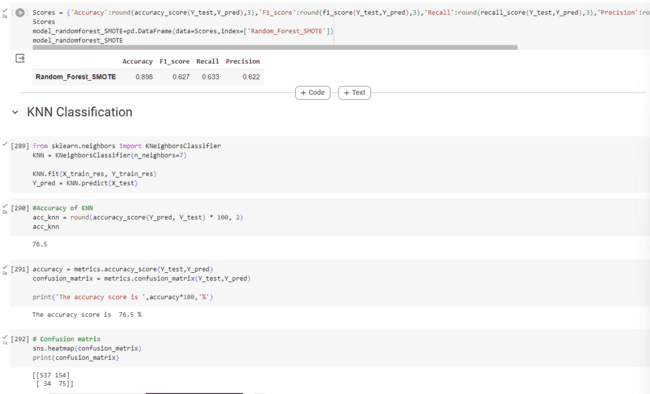 Scores = {'Accuracy':round(accuracy_score(Y_test,Y_pred),3),'F1_score':round(f1_score(Y_test,Y_pred),3),'Recall':round(recall_score(Y_test,Y_pred),3),'Precision':ro
Scores
model_randomforest_SMOTE=pd.DataFrame(data=Scores,index=['Random_Forest_SMOTE'])
model_randomforest_SMOTE
Accuracy F1_score Recall Precision
Random_Forest_SMOTE 0.898 0.627 0.633 0.622
+ Code + Text
KNN Classification
[289] from sklearn.neighbors import KNeighborsClassifier
KNN = KNeighborsClassifier(n_neighbors=7)
KNN.fit(X_train_res, Y_train_res)
Y_pred = KNN.predict(X_test)
[290] #Accuracy of KNN
acc_knn = round(accuracy_score(Y_pred, Y_test) * 100, 2)
acc_knn
76.5
[291] accuracy = metrics.accuracy_score(Y_test,Y_pred)
confusion_matrix = metrics.confusion_matrix(Y_test,Y_pred)
print('The accuracy score is ',accuracy*100,'%')
The accuracy score is  76.5 %
[292] # Confusion matrix
sns.heatmap(confusion_matrix)
print(confusion_matrix)
[[537 154]
[ 34  75]]